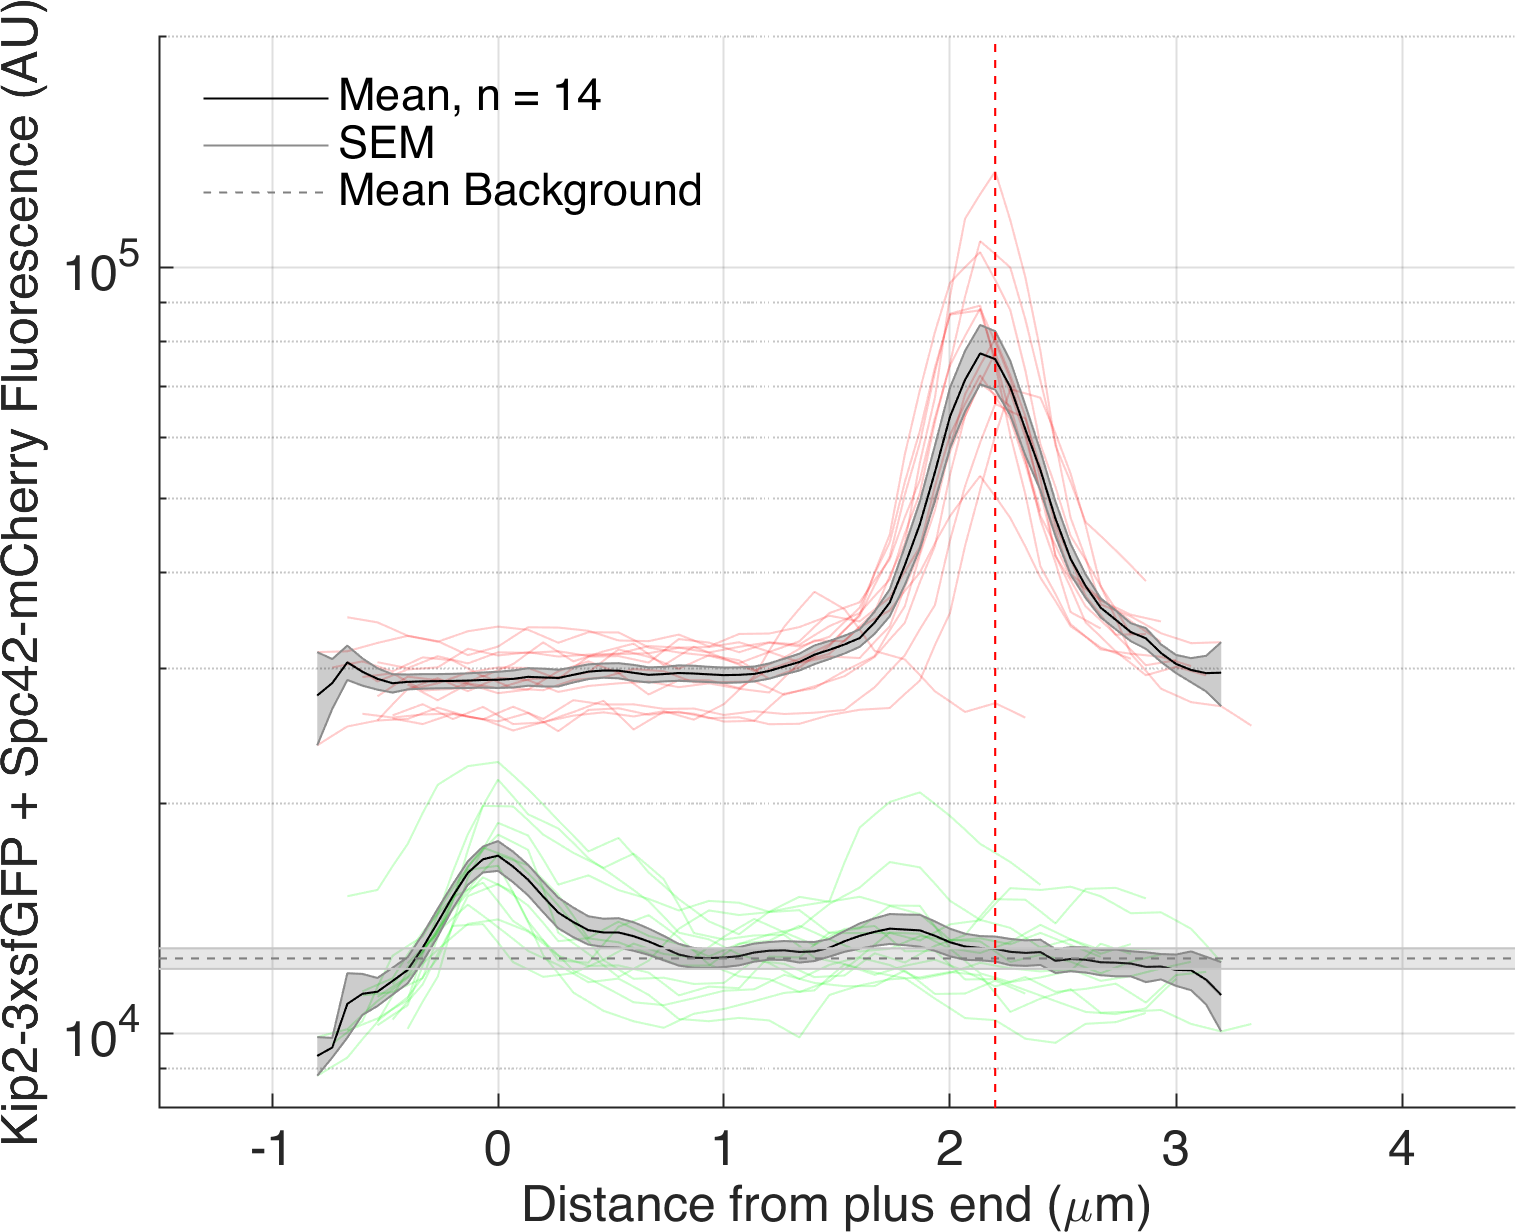 Kip2-3xsfGFP + Spc42-mCherry Fluorescence (AU)
Mean, n = 14
SEM
Mean Background
10^5
10^4
-1 0 1 2 3 4
Distance from plus end (μm)